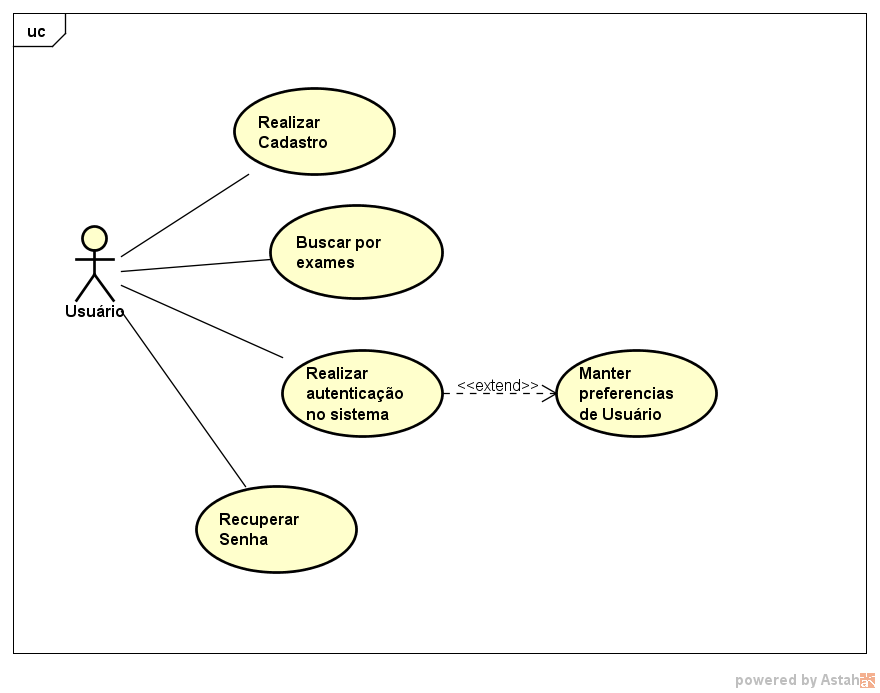 uc
Realizar
Cadastro
Buscar por
exames
Usuário
Realizar
autenticação
no sistema
<<extend>>
Manter
preferencias
de Usuário
Recuperar
Senha
powered by Astah